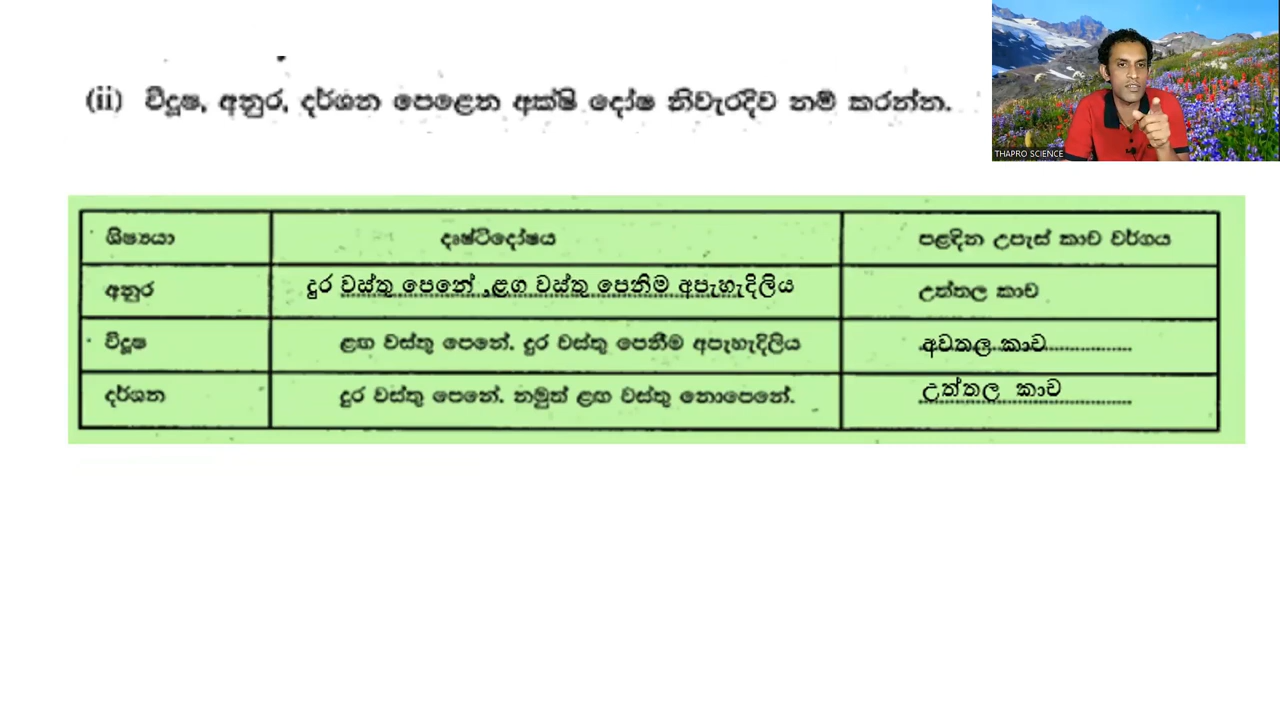 (ii) විදූෂ, අනුර, දර්ශන පෙළෙන අක්ෂි දෝෂ නිවැරදිව නම් කරන්න.
THAPRO SCIENCE
ශිෂ්‍යයා දෘෂ්ටිදෝෂය පළඳින උපැස් කාච වර්ගය
අනුර දුර වස්තු පෙනේ ,ළග වස්තු පෙනිම අපැහැදිලිය උත්තල කාච
විදූෂ ළඟ වස්තු පෙනේ. දුර වස්තු පෙනීම අපැහැදිලිය අවතල කාච
දර්ශන දුර වස්තු පෙනේ. නමුත් ළඟ වස්තු නොපෙනේ. උත්තල කාච